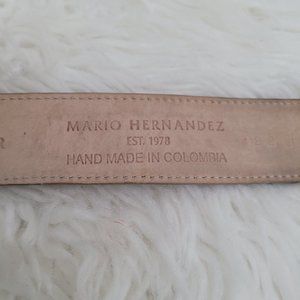 MARIO HERNANDEZ
EST. 1978
HAND MADE IN COLOMBIA